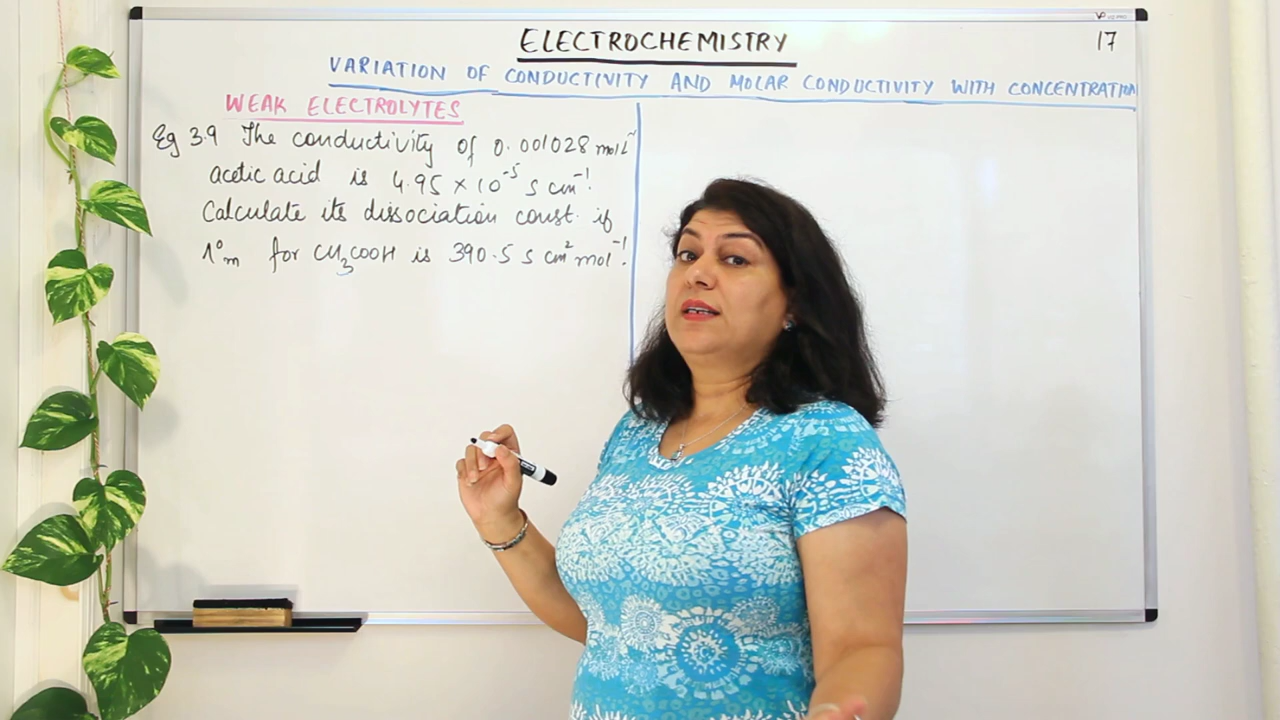 ELECTROCHEMISTRY
17
VARIATION OF CONDUCTIVITY AND MOLAR CONDUCTIVITY WITH CONCENTRATION
WEAK ELECTROLYTES
Eg 3.9 The conductivity of 0.001028 mol L⁻¹
acetic acid is 4.95 × 10⁻⁵ S cm⁻¹.
Calculate its dissociation const. if
Λ°m for CH₃COOH is 390.5 S cm² mol⁻¹.